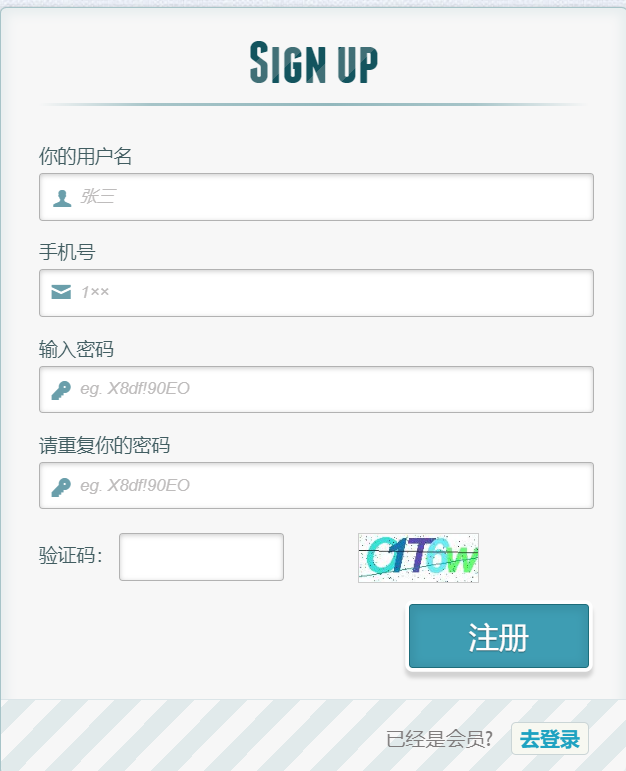 SIGN UP
你的用户名
张三
手机号
1××
输入密码
eg. X8df!90EO
请重复你的密码
eg. X8df!90EO
验证码：
O1T6w
注册
已经是会员? 去登录